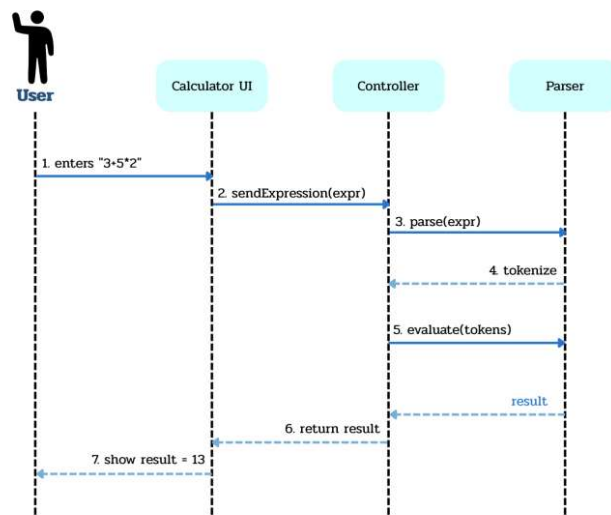 User
Calculator UI
Controller
Parser
1. enters "3+5*2"
2. sendExpression(expr)
3. parse(expr)
4. tokenize
5. evaluate(tokens)
result
6. return result
7. show result = 13